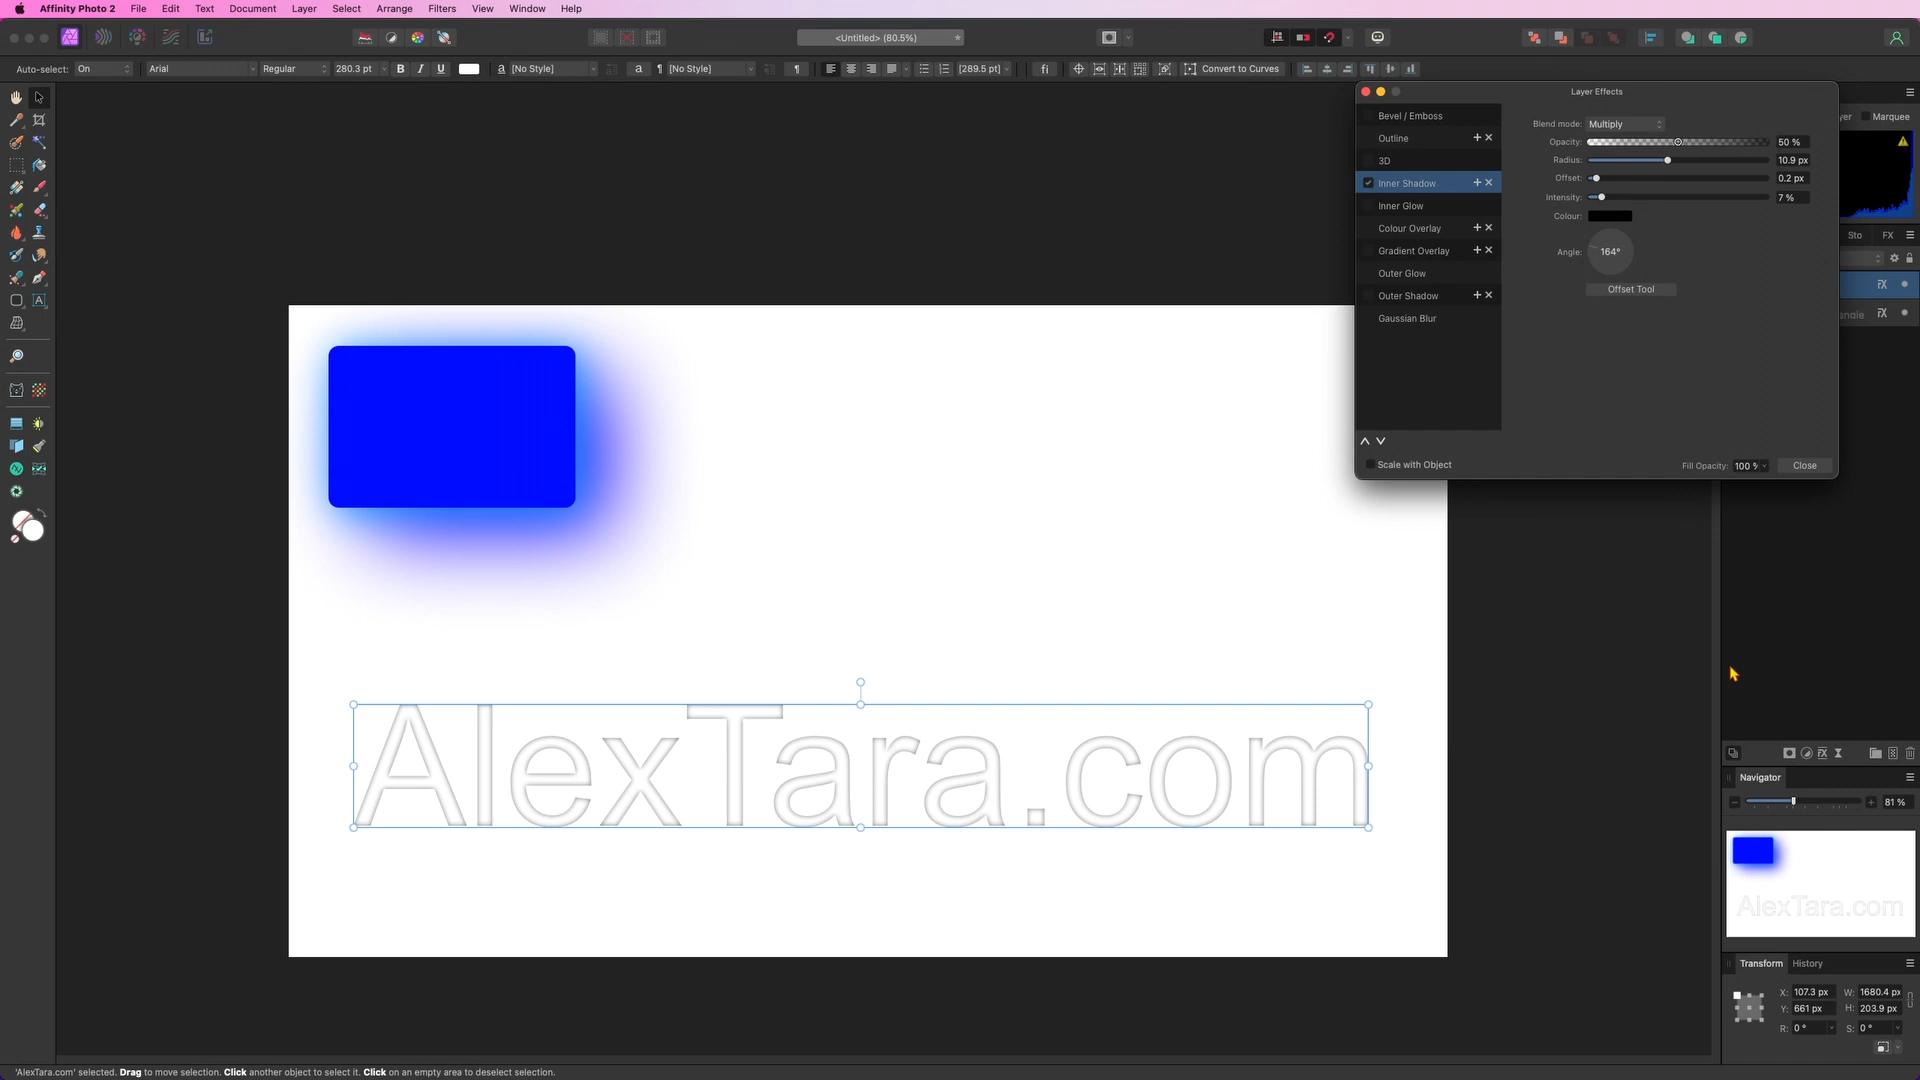 Affinity Photo 2 File Edit Text Document Layer Select Arrange Filters View Window Help
<Untitled> (80.5%)
Auto-select: On Arial Regular 280.3 pt B I U a [No Style] a ¶ [No Style] ¶ [289.5 pt] fi Convert to Curves
Layer Effects
Marquee
Bevel / Emboss
Outline
3D
Inner Shadow
Inner Glow
Colour Overlay
Gradient Overlay
Outer Glow
Outer Shadow
Gaussian Blur
Blend mode: Multiply
Opacity: 50 %
Radius: 10.9 px
Offset: 0.2 px
Intensity: 7 %
Colour:
Angle: 164°
Offset Tool
Scale with Object
Fill Opacity: 100 %
Close
Sto FX
AlexTara.com
Navigator
81 %
AlexTara.com
Transform History
X: 107.3 px W: 1680.4 px
Y: 661 px H: 203.9 px
R: 0 ° S: 0 °
'AlexTara.com' selected. Drag to move selection. Click another object to select it. Click on an empty area to deselect selection.